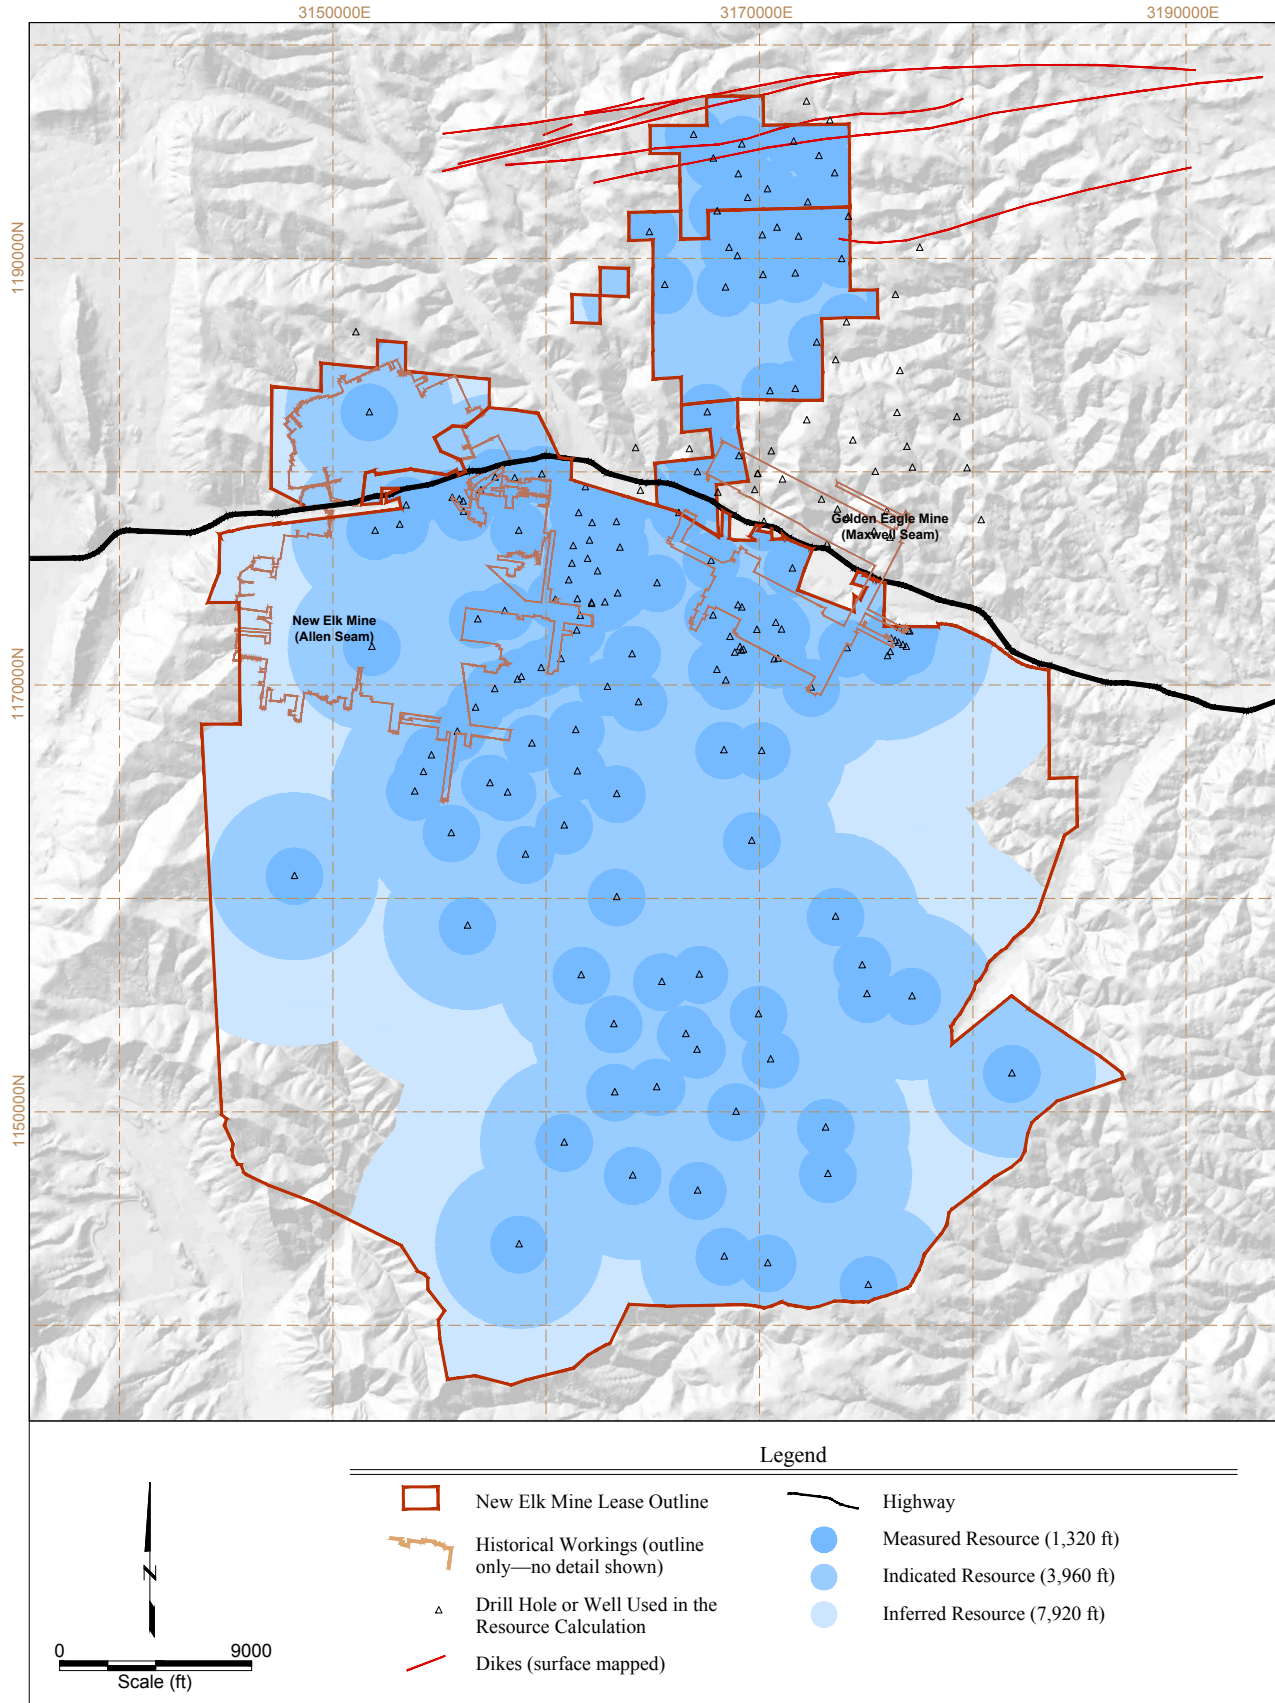 3150000E
3170000E
3190000E
1190000N
1170000N
1150000N
Golden Eagle Mine
(Maxwell Seam)
New Elk Mine
(Allen Seam)
Legend
New Elk Mine Lease Outline
Historical Workings (outline
only—no detail shown)
Drill Hole or Well Used in the
Resource Calculation
Dikes (surface mapped)
Highway
Measured Resource (1,320 ft)
Indicated Resource (3,960 ft)
Inferred Resource (7,920 ft)
N
0
9000
Scale (ft)